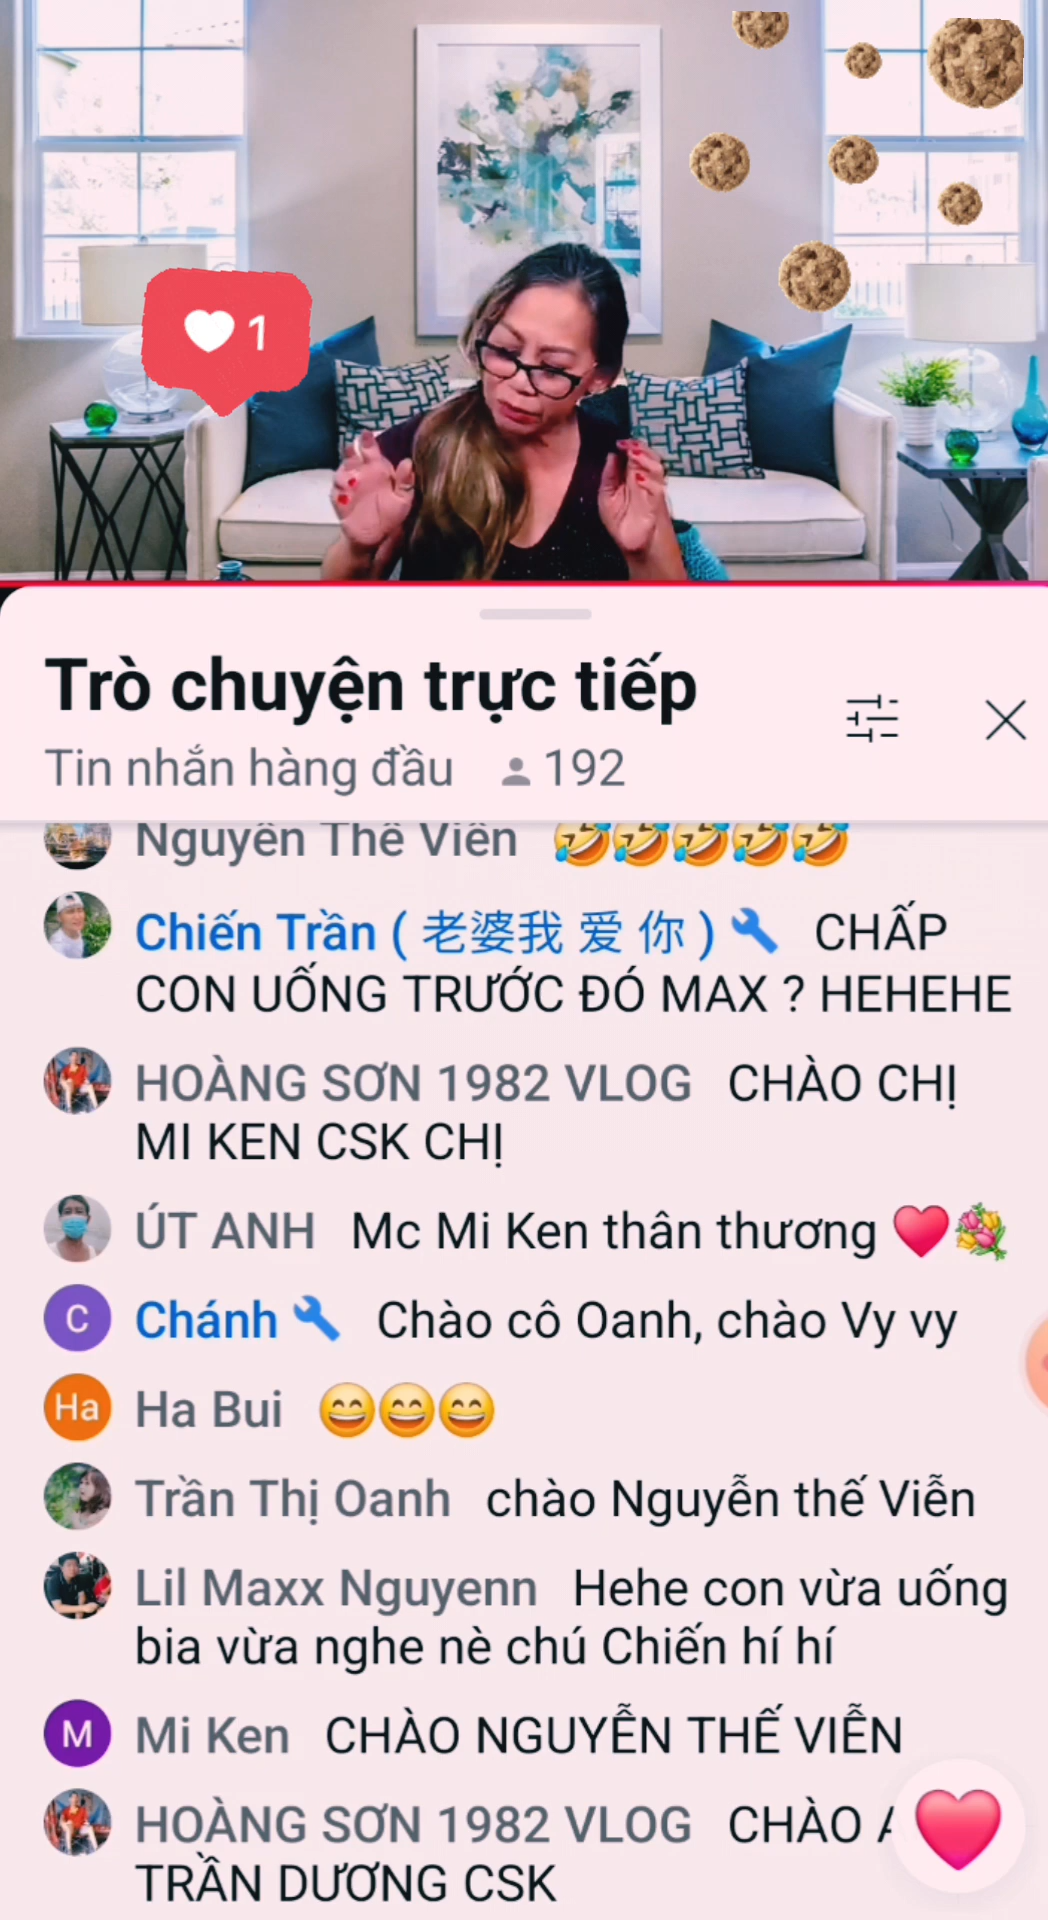 1
Trò chuyện trực tiếp
Tin nhắn hàng đầu 192
Nguyễn Thế Viễn 🤣🤣🤣🤣🤣
Chiến Trần ( 老婆我 爱 你 ) 🔧 CHẤP
CON UỐNG TRƯỚC ĐÓ MAX ? HEHEHE
HOÀNG SƠN 1982 VLOG CHÀO CHỊ
MI KEN CSK CHỊ
ÚT ANH Mc Mi Ken thân thương ❤️💐
C Chánh 🔧 Chào cô Oanh, chào Vy vy
Ha Ha Bui 😄😄😄
Trần Thị Oanh chào Nguyễn thế Viễn
Lil Maxx Nguyenn Hehe con vừa uống
bia vừa nghe nè chú Chiến hí hí
M Mi Ken CHÀO NGUYỄN THẾ VIỄN
HOÀNG SƠN 1982 VLOG CHÀO
TRẦN DƯƠNG CSK